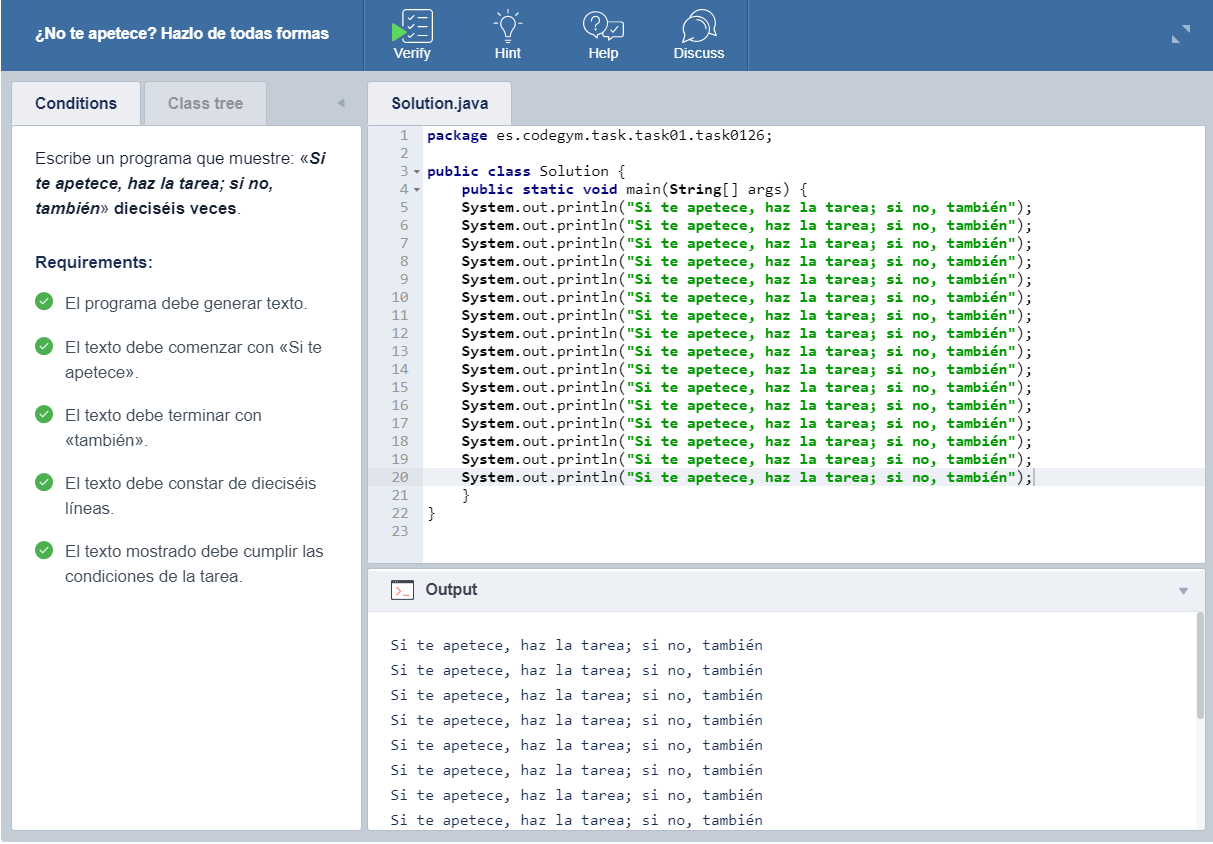 ¿No te apetece? Hazlo de todas formas
Verify
Hint
Help
Discuss
Conditions
Class tree
Escribe un programa que muestre: «Si
te apetece, haz la tarea; si no,
también» dieciséis veces.
Requirements:
El programa debe generar texto.
El texto debe comenzar con «Si te
apetece».
El texto debe terminar con
«también».
El texto debe constar de dieciséis
líneas.
El texto mostrado debe cumplir las
condiciones de la tarea.
Solution.java
1 package es.codegym.task.task01.task0126;
2
3 public class Solution {
4 public static void main(String[] args) {
5 System.out.println("Si te apetece, haz la tarea; si no, también");
6 System.out.println("Si te apetece, haz la tarea; si no, también");
7 System.out.println("Si te apetece, haz la tarea; si no, también");
8 System.out.println("Si te apetece, haz la tarea; si no, también");
9 System.out.println("Si te apetece, haz la tarea; si no, también");
10 System.out.println("Si te apetece, haz la tarea; si no, también");
11 System.out.println("Si te apetece, haz la tarea; si no, también");
12 System.out.println("Si te apetece, haz la tarea; si no, también");
13 System.out.println("Si te apetece, haz la tarea; si no, también");
14 System.out.println("Si te apetece, haz la tarea; si no, también");
15 System.out.println("Si te apetece, haz la tarea; si no, también");
16 System.out.println("Si te apetece, haz la tarea; si no, también");
17 System.out.println("Si te apetece, haz la tarea; si no, también");
18 System.out.println("Si te apetece, haz la tarea; si no, también");
19 System.out.println("Si te apetece, haz la tarea; si no, también");
20 System.out.println("Si te apetece, haz la tarea; si no, también");
21 }
22 }
23
Output
Si te apetece, haz la tarea; si no, también
Si te apetece, haz la tarea; si no, también
Si te apetece, haz la tarea; si no, también
Si te apetece, haz la tarea; si no, también
Si te apetece, haz la tarea; si no, también
Si te apetece, haz la tarea; si no, también
Si te apetece, haz la tarea; si no, también
Si te apetece, haz la tarea; si no, también